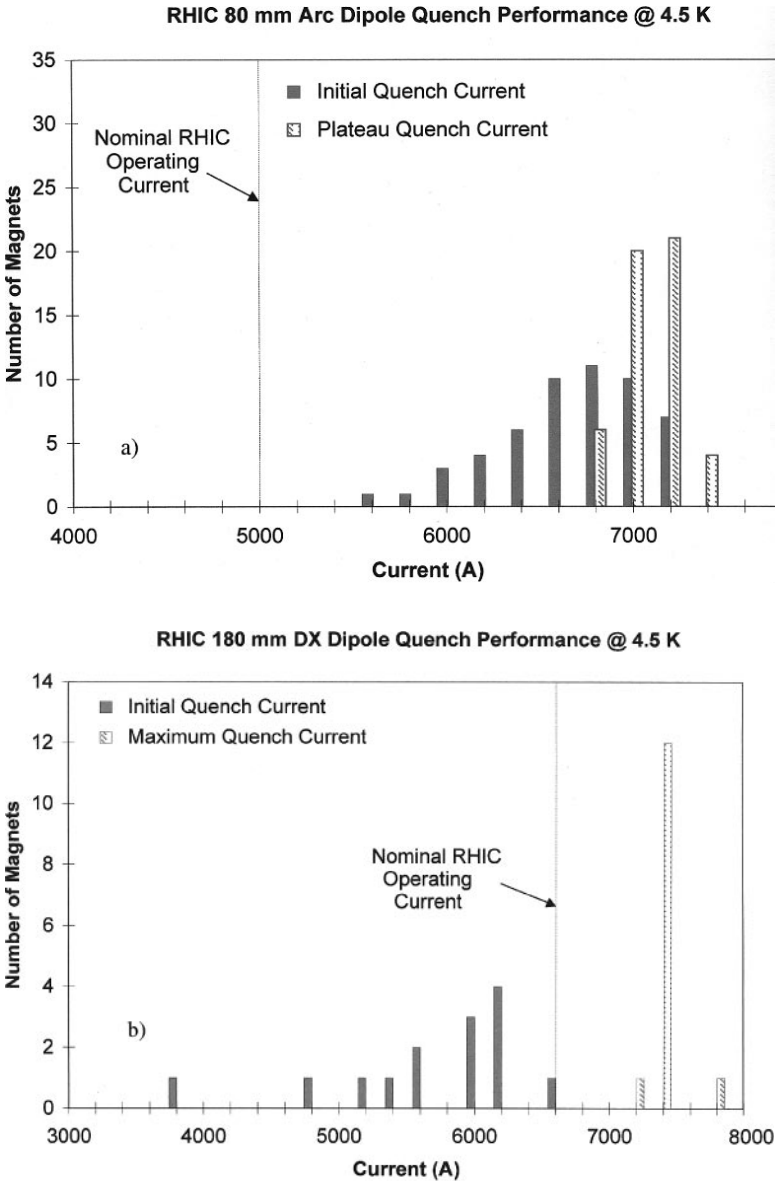 RHIC 80 mm Arc Dipole Quench Performance @ 4.5 K
35
30
25
20
15
10
5
0
Number of Magnets
Initial Quench Current
Plateau Quench Current
Nominal RHIC
Operating
Current
a)
4000
5000
6000
7000
Current (A)
RHIC 180 mm DX Dipole Quench Performance @ 4.5 K
14
12
10
8
6
4
2
0
Number of Magnets
Initial Quench Current
Maximum Quench Current
Nominal RHIC
Operating
Current
b)
3000
4000
5000
6000
7000
8000
Current (A)